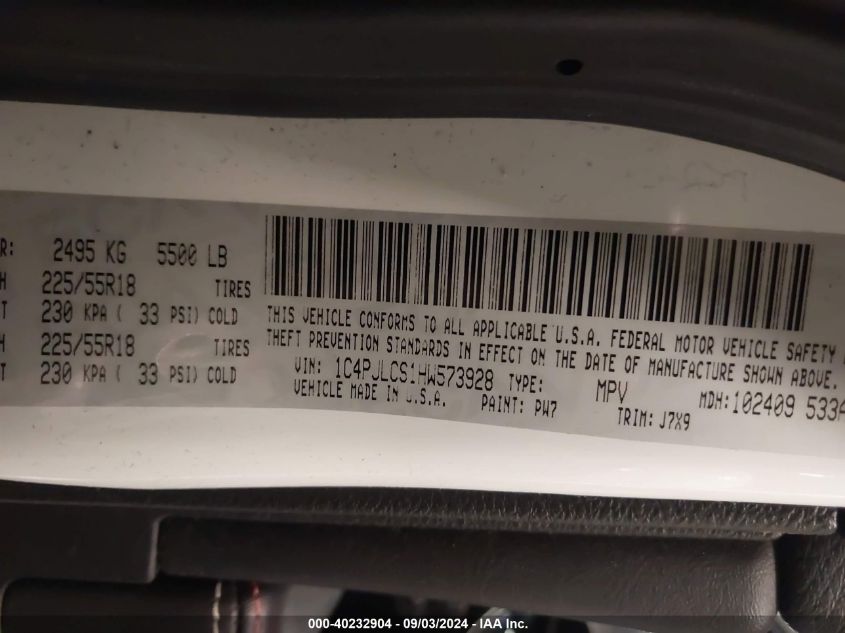 R: 2495 KG 5500 LB
H 225/55R18 TIRES
T 230 KPA ( 33 PSI) COLD
H 225/55R18 TIRES
T 230 KPA ( 33 PSI) COLD
THIS VEHICLE CONFORMS TO ALL APPLICABLE U.S.A. FEDERAL MOTOR VEHICLE SAFETY
THEFT PREVENTION STANDARDS IN EFFECT ON THE DATE OF MANUFACTURE SHOWN ABOVE.
VIN: 1C4PJLCS1HW573928 TYPE: MPV MDH:102409 533A
VEHICLE MADE IN U.S.A. PAINT: PW7 TRIM: J7X9
000-40232904 - 09/03/2024 - IAA Inc.